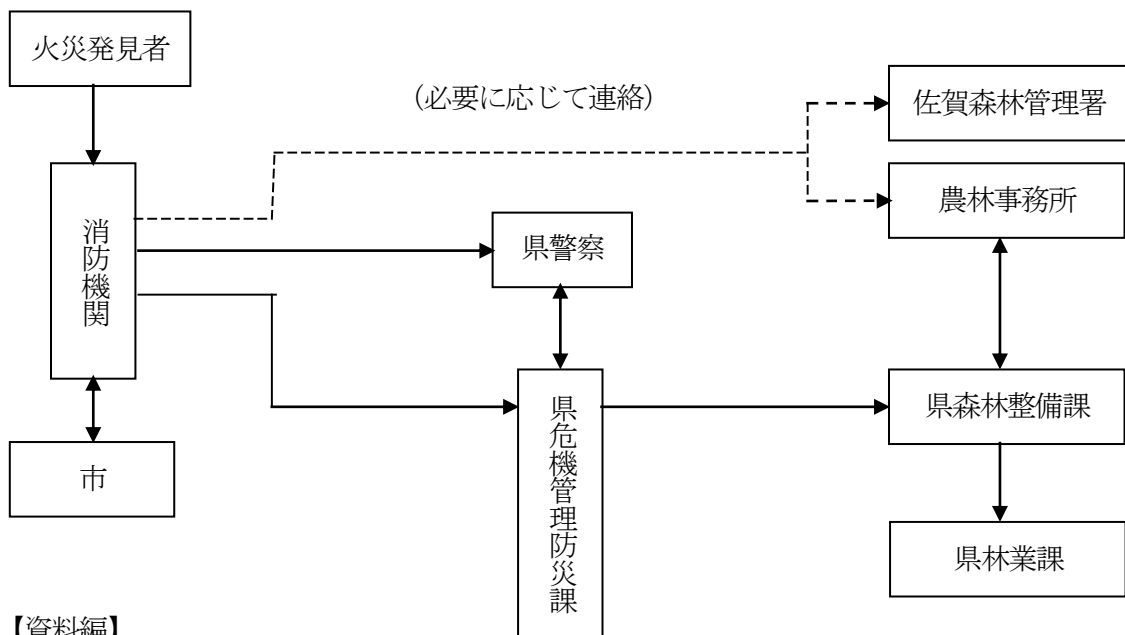 火災発見者
(必要に応じて連絡)
佐賀森林管理署
農林事務所
消防機関
県警察
県危機管理防災課
県森林整備課
市
県林業課
【資料編】